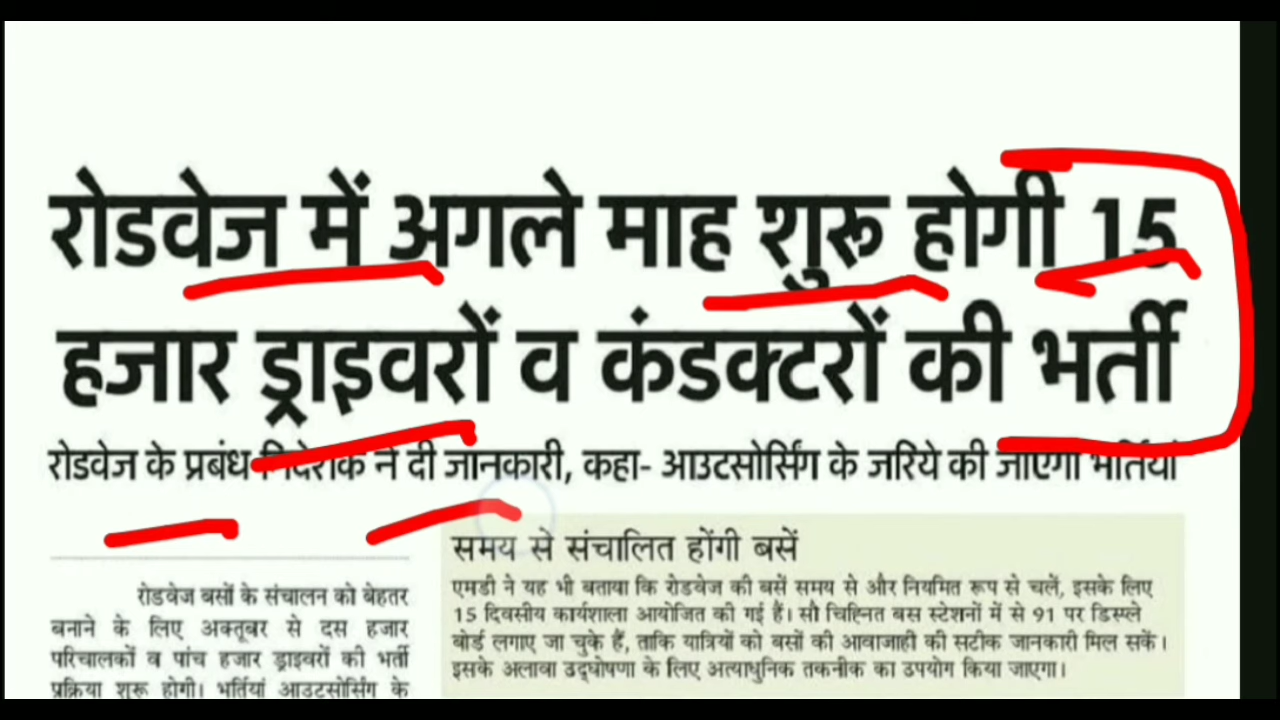 रोडवेज में अगले माह शुरू होगी 15
हजार ड्राइवरों व कंडक्टरों की भर्ती
रोडवेज के प्रबंध निदेशक ने दी जानकारी, कहा- आउटसोर्सिंग के जरिये की जाएगी भर्तियां
रोडवेज बसों के संचालन को बेहतर
बनाने के लिए अक्तूबर से दस हजार
परिचालकों व पांच हजार ड्राइवरों की भर्ती
प्रक्रिया शुरू होगी। भर्तियां आउटसोर्सिंग के
समय से संचालित होंगी बसें
एमडी ने यह भी बताया कि रोडवेज की बसें समय से और नियमित रूप से चलें, इसके लिए
15 दिवसीय कार्यशाला आयोजित की गई हैं। सौ चिह्नित बस स्टेशनों में से 91 पर डिस्प्ले
बोर्ड लगाए जा चुके हैं, ताकि यात्रियों को बसों की आवाजाही की सटीक जानकारी मिल सकें।
इसके अलावा उद्घोषणा के लिए अत्याधुनिक तकनीक का उपयोग किया जाएगा।